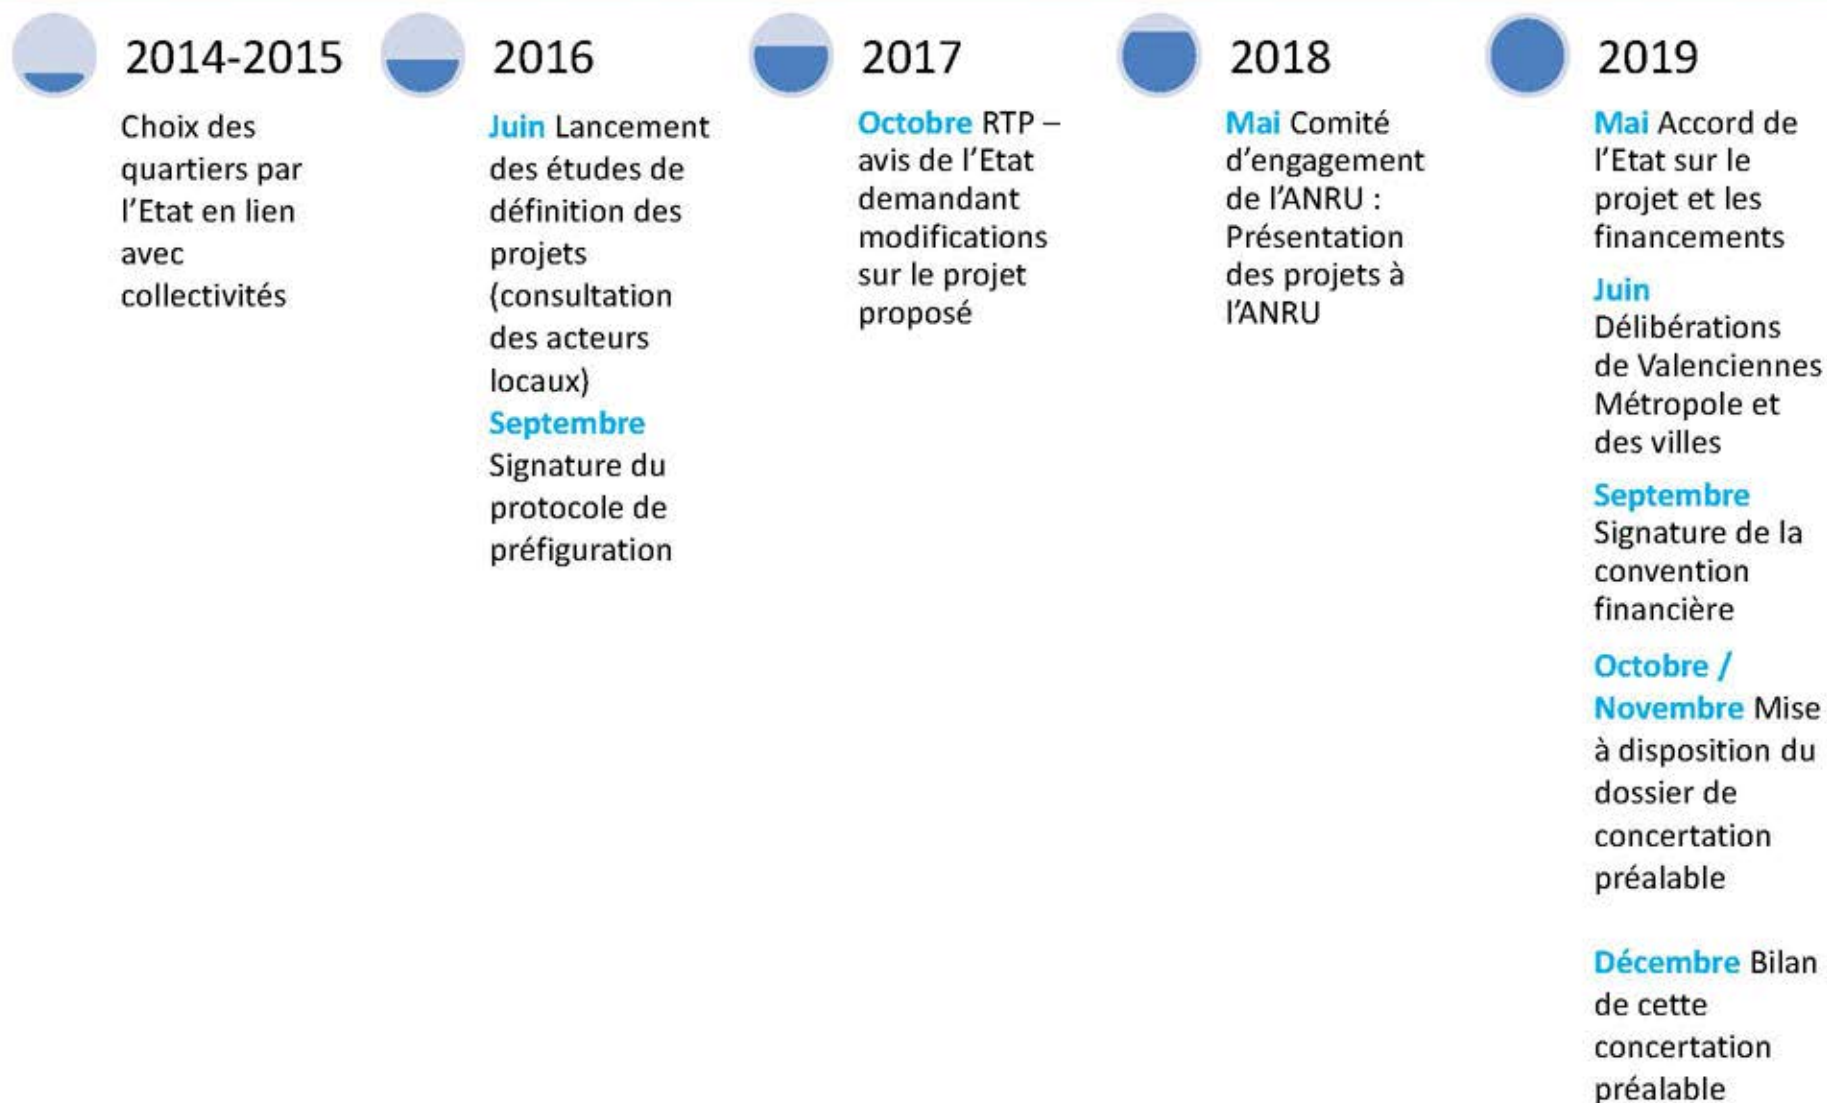 2014-2015
Choix des
quartiers par
l'Etat en lien
avec
collectivités
2016
Juin Lancement
des études de
définition des
projets
(consultation
des acteurs
locaux)
Septembre
Signature du
protocole de
préfiguration
2017
Octobre RTP –
avis de l'Etat
demandant
modifications
sur le projet
proposé
2018
Mai Comité
d'engagement
de l'ANRU :
Présentation
des projets à
l'ANRU
2019
Mai Accord de
l'Etat sur le
projet et les
financements
Juin
Délibérations
de Valenciennes
Métropole et
des villes
Septembre
Signature de la
convention
financière
Octobre /
Novembre Mise
à disposition du
dossier de
concertation
préalable
Décembre Bilan
de cette
concertation
préalable